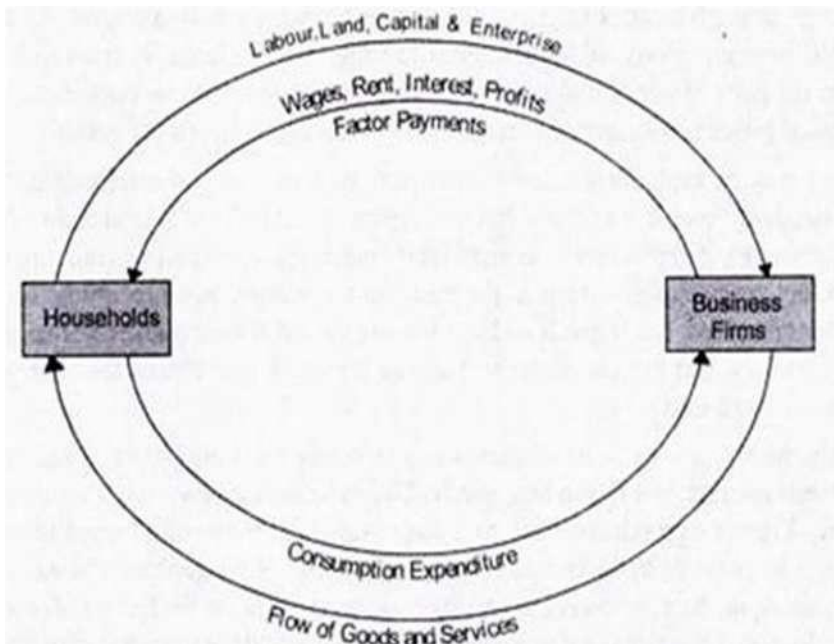 Labour, Land, Capital & Enterprise
Wages, Rent, Interest, Profits
Factor Payments
Households
Business
Firms
Consumption Expenditure
Flow of Goods and Services